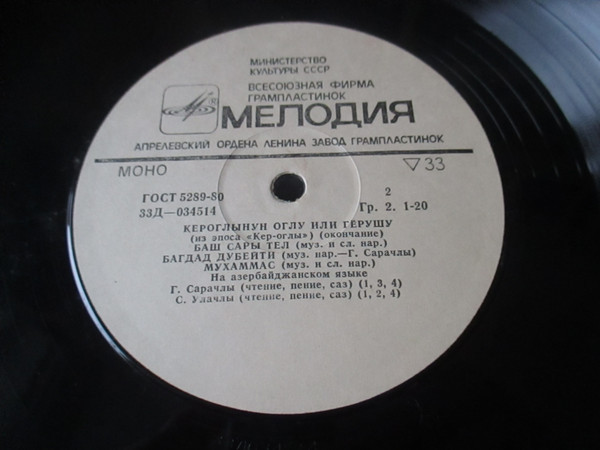 МИНИСТЕРСТВО
КУЛЬТУРЫ СССР
ВСЕСОЮЗНАЯ ФИРМА
ГРАМПЛАСТИНОК
® МЕЛОДИЯ
АПРЕЛЕВСКИЙ ОРДЕНА ЛЕНИНА ЗАВОД ГРАМПЛАСТИНОК
МОНО ▽33
ГОСТ 5289-80 2
33Д—034514 Гр. 2. 1-20
КЕРОГЛЫНУН ОГЛУ ИЛИ ГЕРУШУ
(из эпоса «Кер-оглы») (окончание)
БАШ САРЫ ТЕЛ (муз. и сл. нар.)
БАГДАД ДУБЕЙТИ (муз. нар.—Г. Сарачлы)
МУХАММАС (муз. и сл. нар.)
На азербайджанском языке
Г. Сарачлы (чтение, пение, саз) (1, 3, 4)
С. Улачлы (чтение, пение, саз) (1, 2, 4)